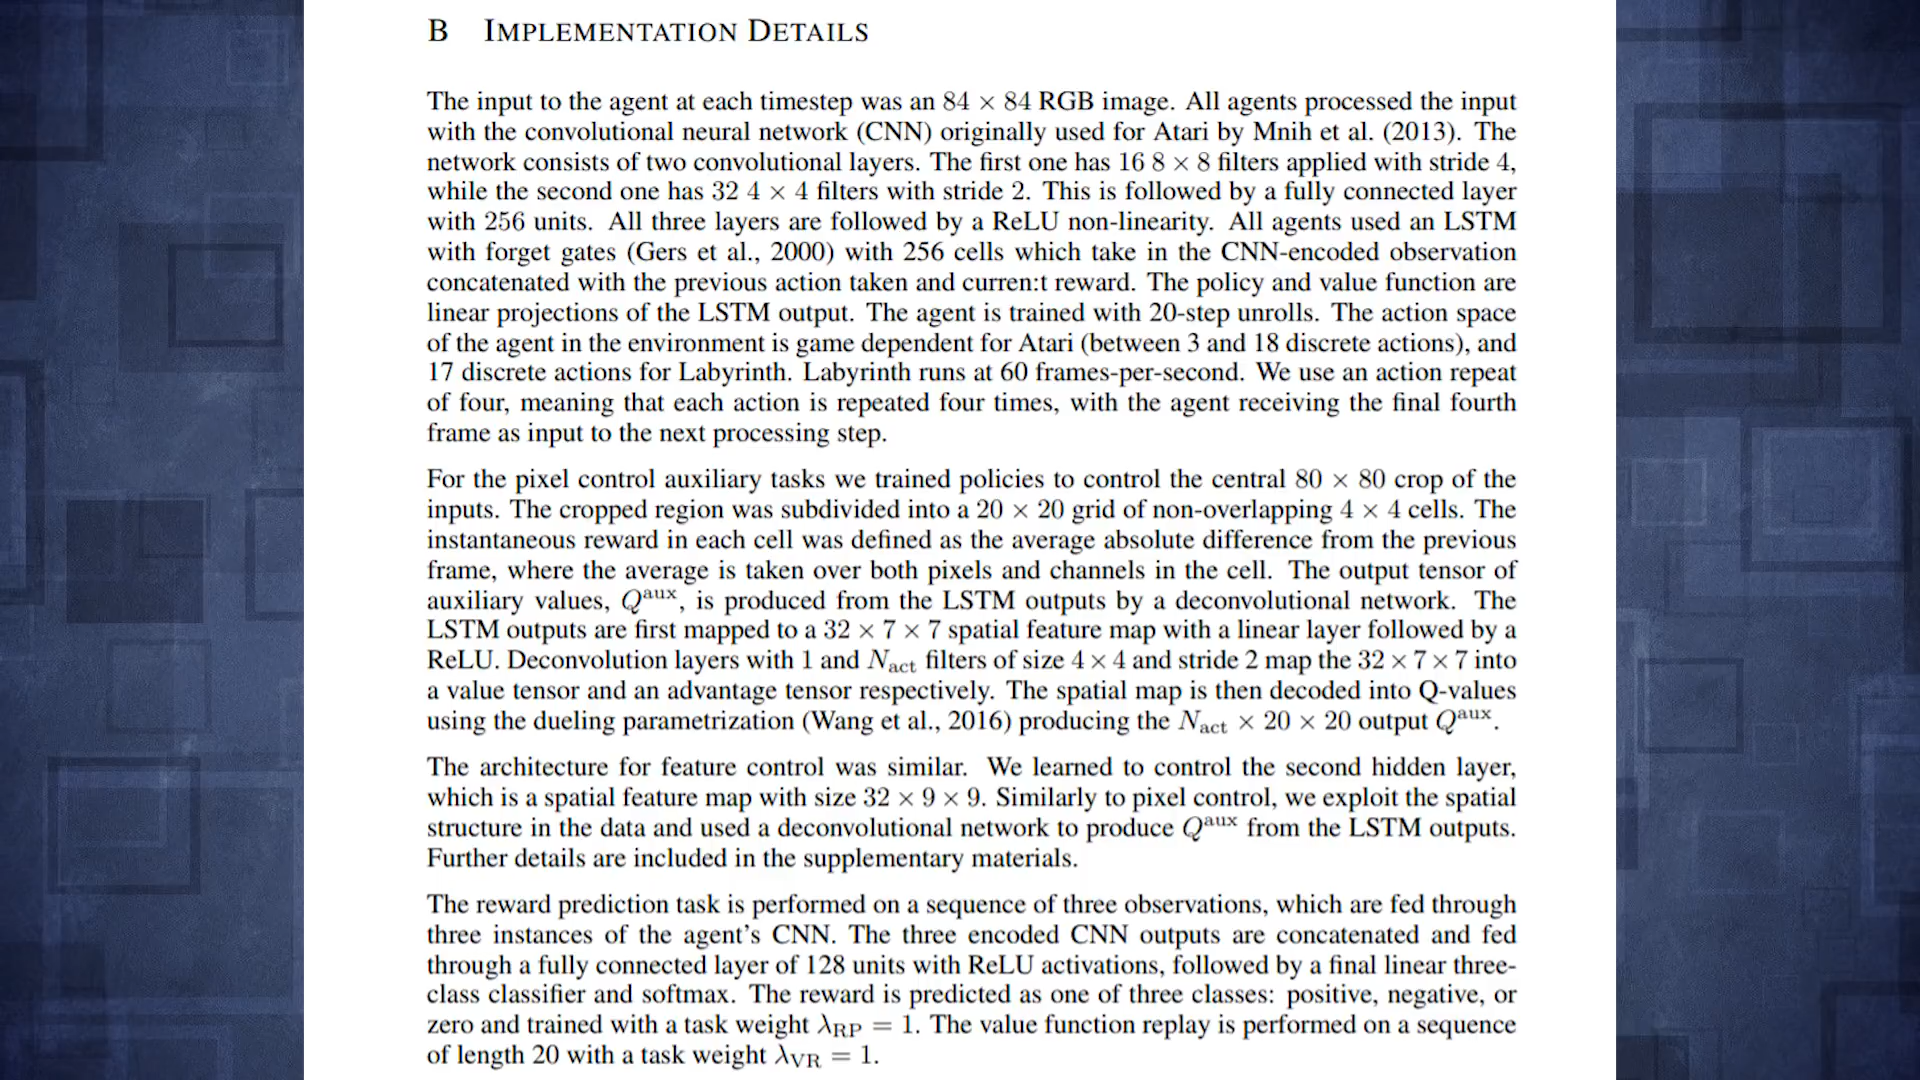 B IMPLEMENTATION DETAILS
The input to the agent at each timestep was an 84 × 84 RGB image. All agents processed the input
with the convolutional neural network (CNN) originally used for Atari by Mnih et al. (2013). The
network consists of two convolutional layers. The first one has 16 8 × 8 filters applied with stride 4,
while the second one has 32 4 × 4 filters with stride 2. This is followed by a fully connected layer
with 256 units. All three layers are followed by a ReLU non-linearity. All agents used an LSTM
with forget gates (Gers et al., 2000) with 256 cells which take in the CNN-encoded observation
concatenated with the previous action taken and curren:t reward. The policy and value function are
linear projections of the LSTM output. The agent is trained with 20-step unrolls. The action space
of the agent in the environment is game dependent for Atari (between 3 and 18 discrete actions), and
17 discrete actions for Labyrinth. Labyrinth runs at 60 frames-per-second. We use an action repeat
of four, meaning that each action is repeated four times, with the agent receiving the final fourth
frame as input to the next processing step.
For the pixel control auxiliary tasks we trained policies to control the central 80 × 80 crop of the
inputs. The cropped region was subdivided into a 20 × 20 grid of non-overlapping 4 × 4 cells. The
instantaneous reward in each cell was defined as the average absolute difference from the previous
frame, where the average is taken over both pixels and channels in the cell. The output tensor of
auxiliary values, Q^aux, is produced from the LSTM outputs by a deconvolutional network. The
LSTM outputs are first mapped to a 32 × 7 × 7 spatial feature map with a linear layer followed by a
ReLU. Deconvolution layers with 1 and N_act filters of size 4 × 4 and stride 2 map the 32 × 7 × 7 into
a value tensor and an advantage tensor respectively. The spatial map is then decoded into Q-values
using the dueling parametrization (Wang et al., 2016) producing the N_act × 20 × 20 output Q^aux.
The architecture for feature control was similar. We learned to control the second hidden layer,
which is a spatial feature map with size 32 × 9 × 9. Similarly to pixel control, we exploit the spatial
structure in the data and used a deconvolutional network to produce Q^aux from the LSTM outputs.
Further details are included in the supplementary materials.
The reward prediction task is performed on a sequence of three observations, which are fed through
three instances of the agent's CNN. The three encoded CNN outputs are concatenated and fed
through a fully connected layer of 128 units with ReLU activations, followed by a final linear three-
class classifier and softmax. The reward is predicted as one of three classes: positive, negative, or
zero and trained with a task weight λ_RP = 1. The value function replay is performed on a sequence
of length 20 with a task weight λ_VR = 1.